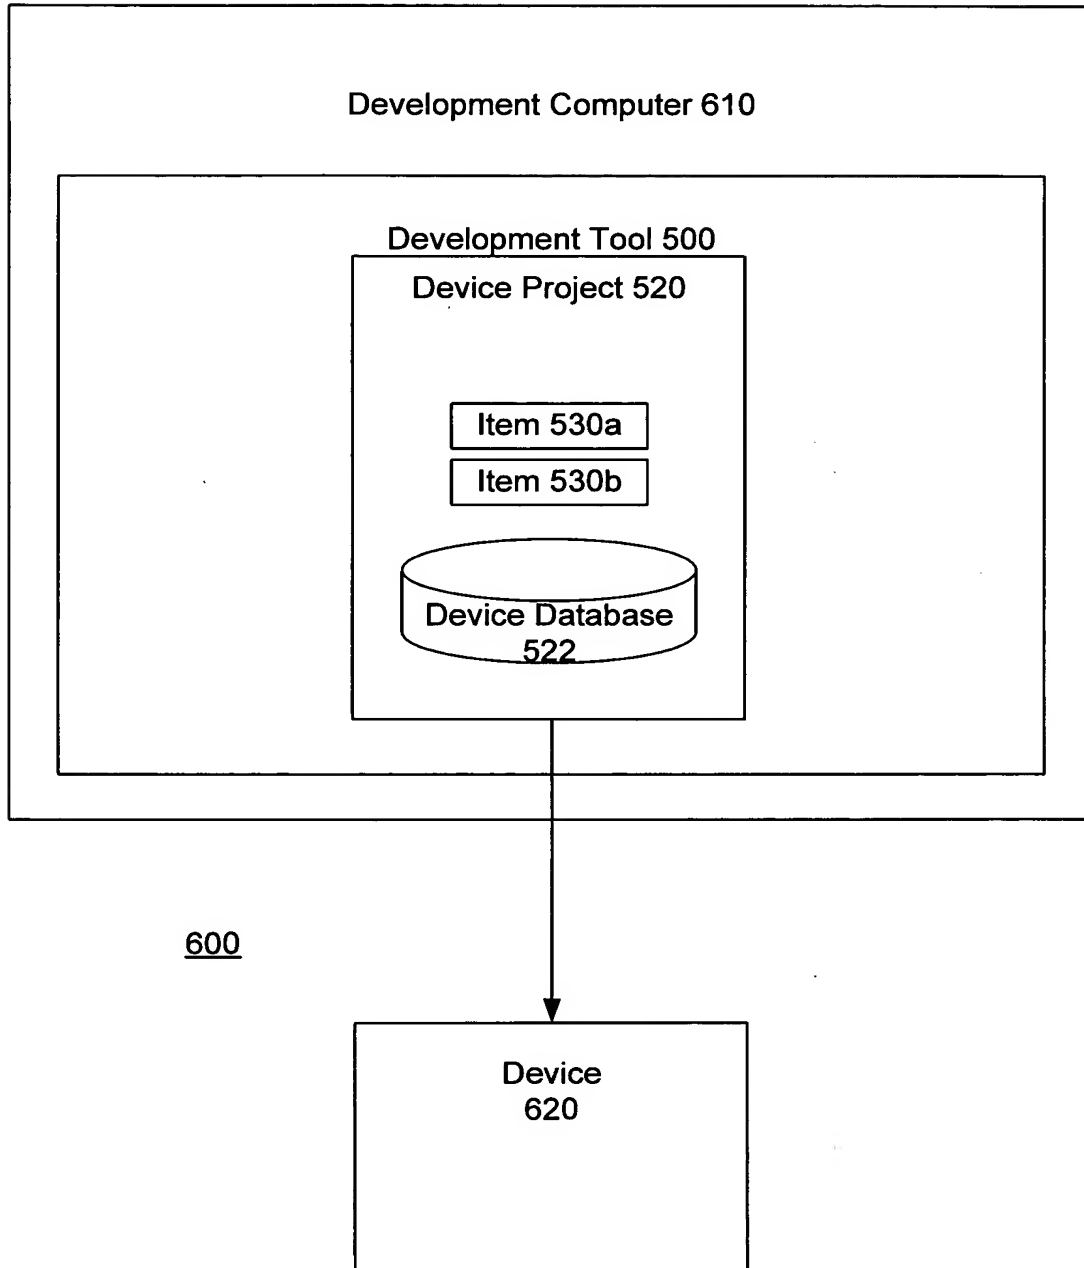 Development Computer 610
Development Tool 500
Device Project 520
Item 530a
Item 530b
Device Database
522
600
Device
620